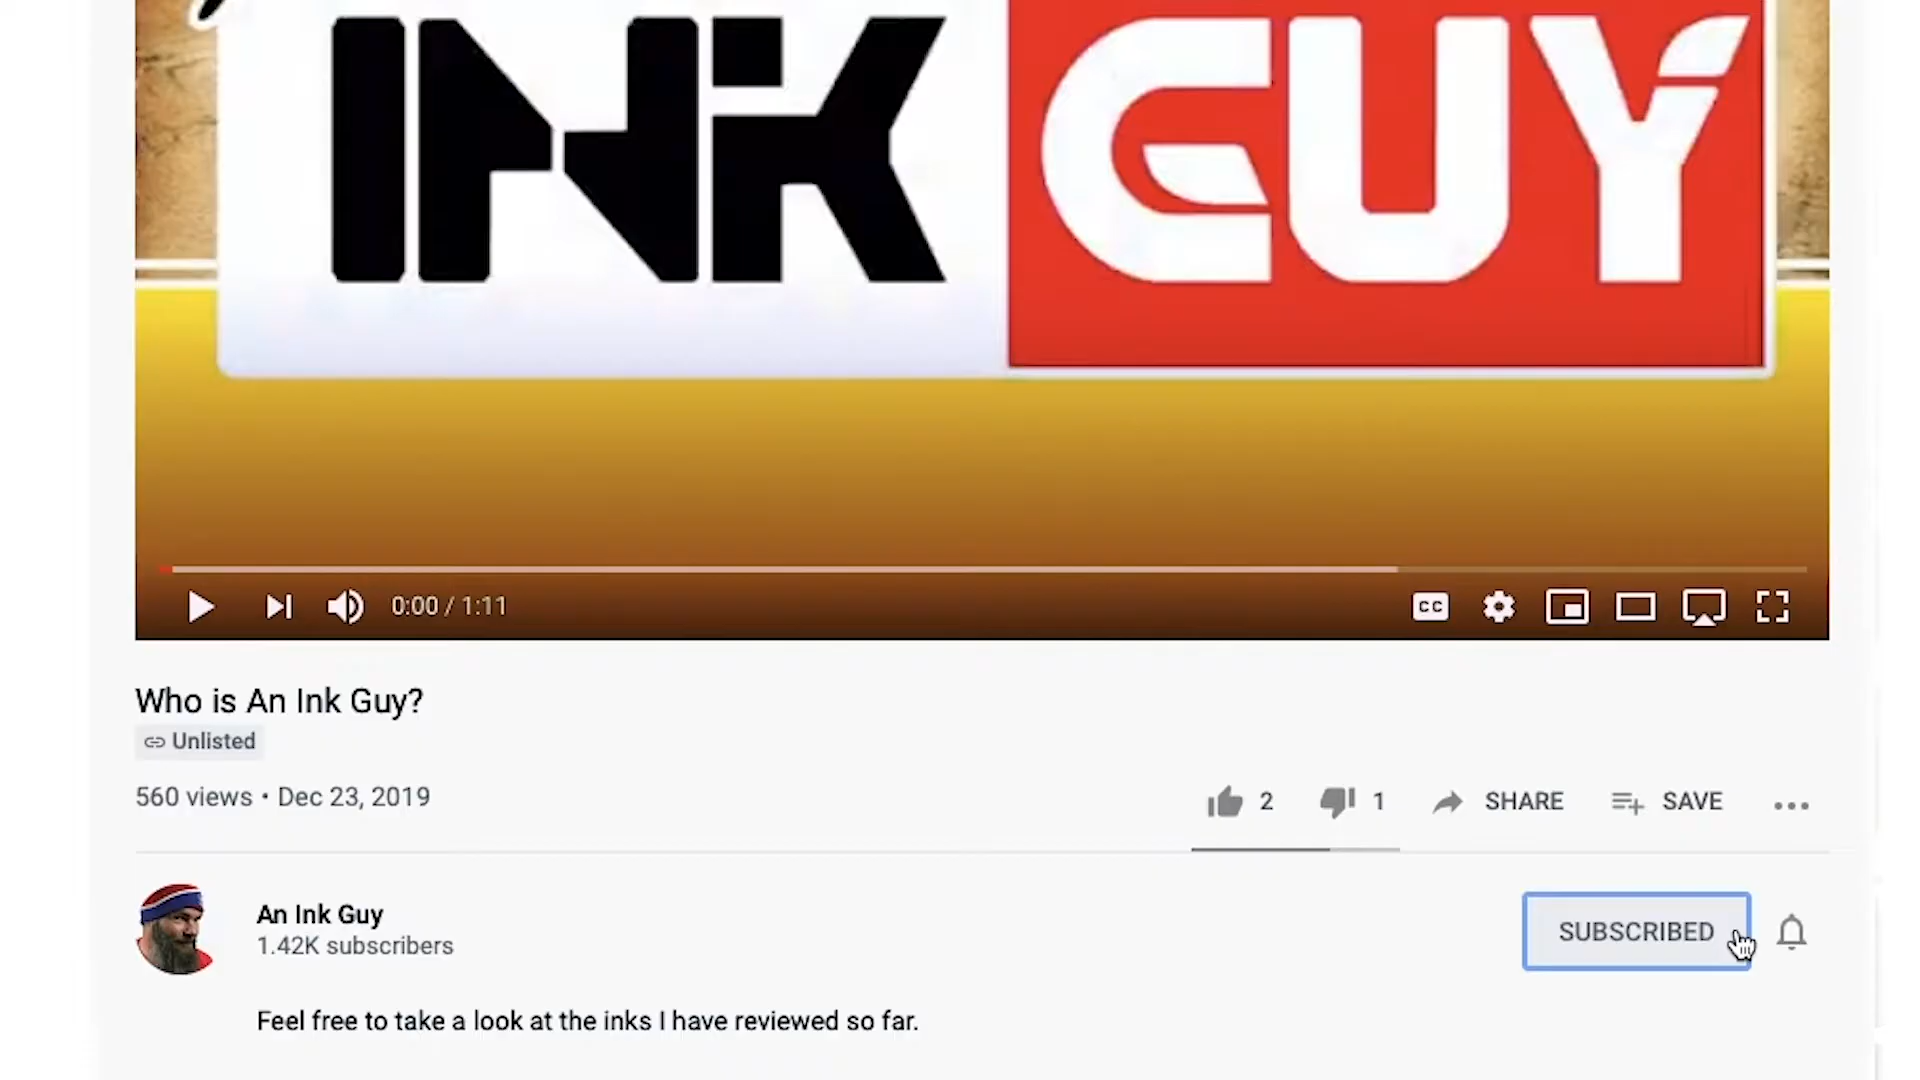 INK GUY
0:00 / 1:11
CC
Who is An Ink Guy?
Unlisted
560 views • Dec 23, 2019
2 1 SHARE SAVE
An Ink Guy
1.42K subscribers
SUBSCRIBED
Feel free to take a look at the inks I have reviewed so far.